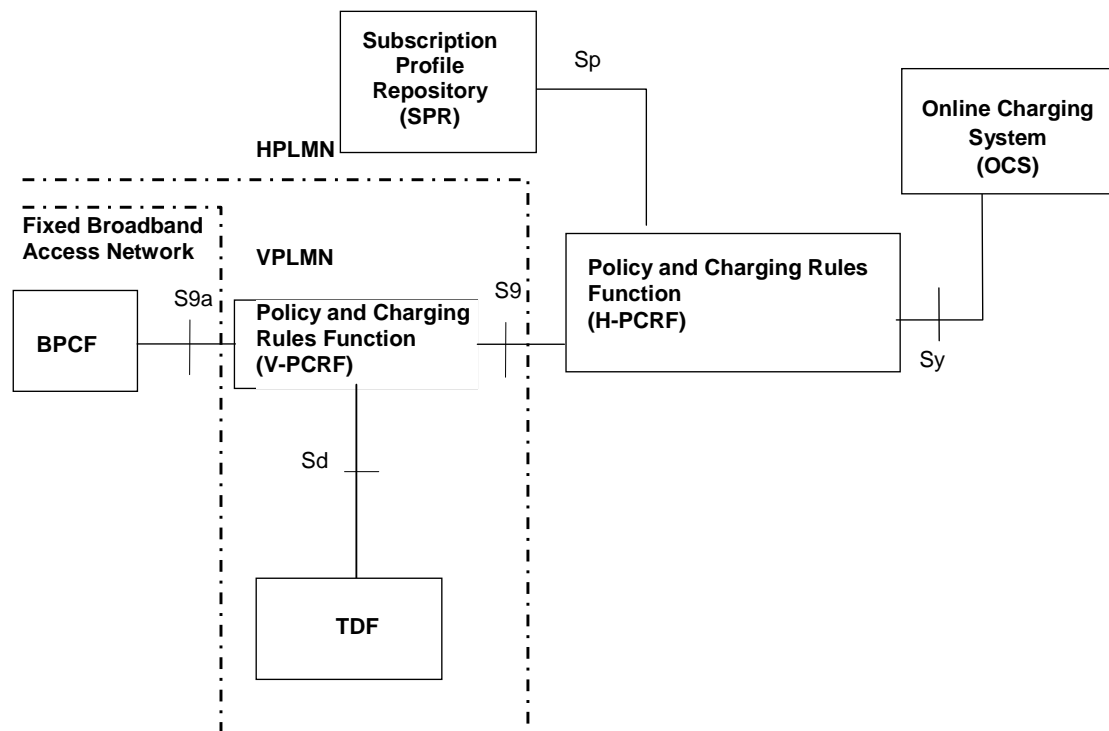 Subscription
Profile
Repository
(SPR)
Sp
Online Charging
System
(OCS)
HPLMN
Fixed Broadband
Access Network
VPLMN
Policy and Charging Rules
Function
(H-PCRF)
S9a
S9
BPCF
Policy and Charging
Rules Function
(V-PCRF)
Sy
Sd
TDF